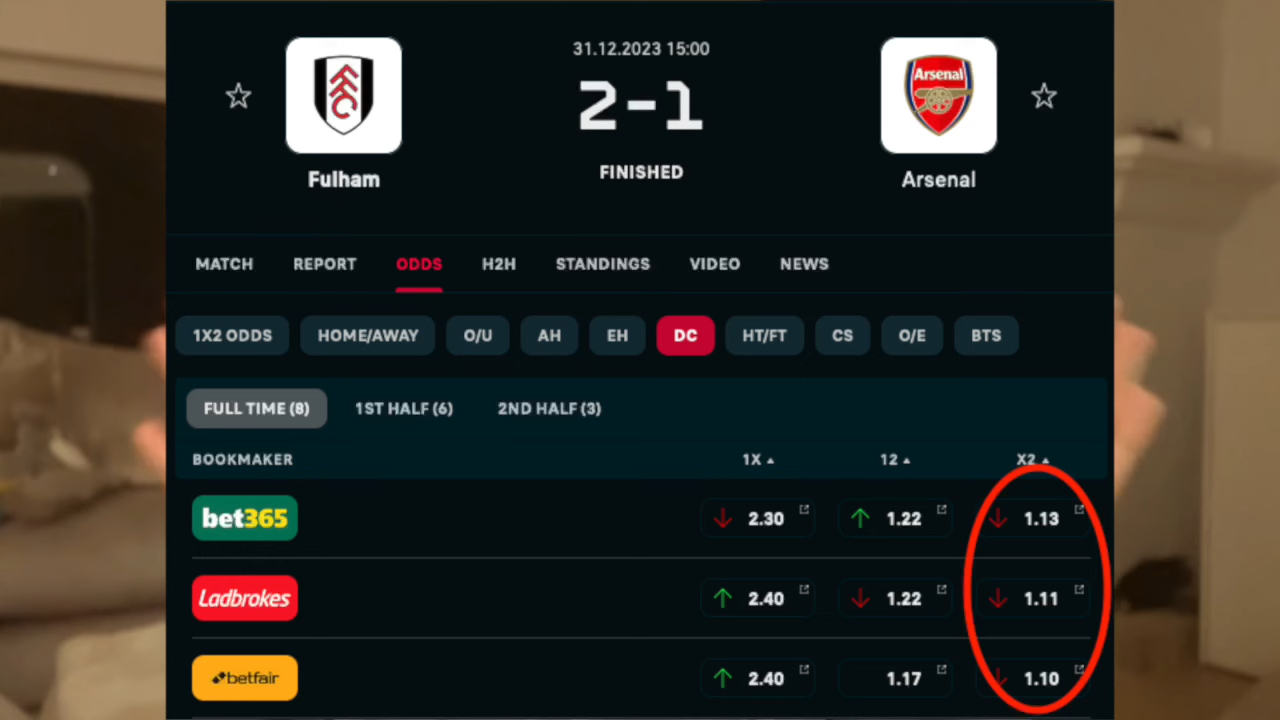 31.12.2023 15:00
Arsenal
2-1
FFC
FINISHED
Fulham
Arsenal
MATCH REPORT ODDS H2H STANDINGS VIDEO NEWS
1X2 ODDS HOME/AWAY O/U AH EH DC HT/FT CS O/E BTS
FULL TIME (8) 1ST HALF (6) 2ND HALF (3)
BOOKMAKER 1X 12 X2
bet365 2.30 1.22 1.13
Ladbrokes 2.40 1.22 1.11
betfair 2.40 1.17 1.10